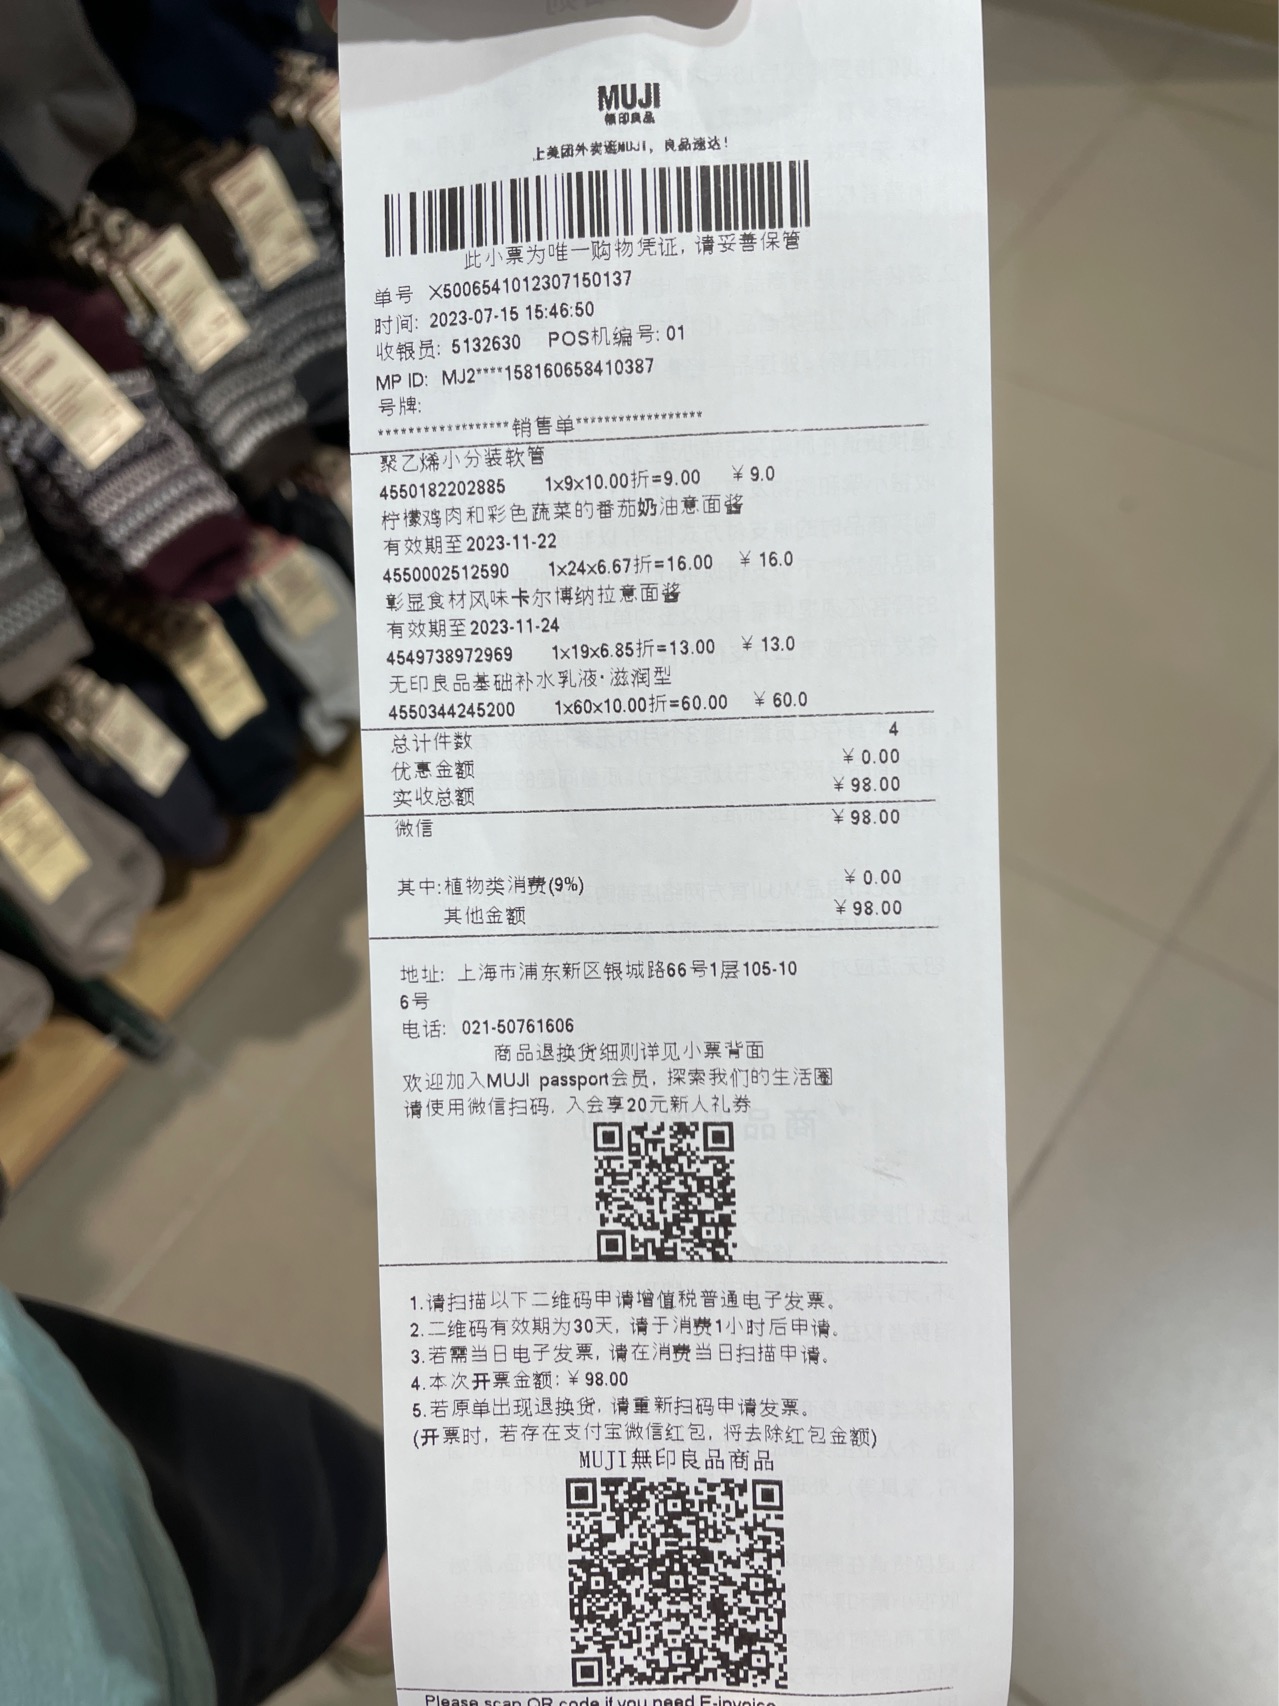 MUJI
無印良品
上美团外卖逛MUJI，良品速达！
此小票为唯一购物凭证，请妥善保管
单号 X5006541012307150137
时间: 2023-07-15 15:46:50
收银员: 5132630 POS机编号: 01
MP ID: MJ2****158160658410387
号牌:
******************销售单******************
聚乙烯小分装软管
4550182202885 1x9x10.00折=9.00 ￥9.0
柠檬鸡肉和彩色蔬菜的番茄奶油意面酱
有效期至2023-11-22
4550002512590 1x24x6.67折=16.00 ￥16.0
彰显食材风味卡尔博纳拉意面酱
有效期至2023-11-24
4549738972969 1x19x6.85折=13.00 ￥13.0
无印良品基础补水乳液·滋润型
4550344245200 1x60x10.00折=60.00 ￥60.0
总计件数 4
优惠金额 ￥0.00
实收总额 ￥98.00
微信 ￥98.00
其中:植物类消费(9%) ￥0.00
其他金额 ￥98.00
地址: 上海市浦东新区银城路66号1层105-10
6号
电话: 021-50761606
商品退换货细则详见小票背面
欢迎加入MUJI passport会员，探索我们的生活圈
请使用微信扫码，入会享20元新人礼券
1.请扫描以下二维码申请增值税普通电子发票。
2.二维码有效期为30天，请于消费1小时后申请。
3.若需当日电子发票，请在消费当日扫描申请。
4.本次开票金额:￥98.00
5.若原单出现退换货，请重新扫码申请发票。
(开票时，若存在支付宝微信红包，将去除红包金额)
MUJI無印良品商品
Please scan QR code if you need E-invoice